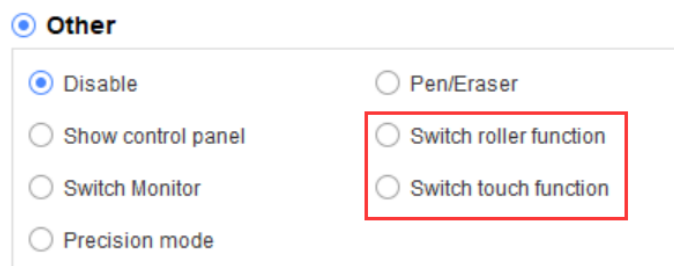 Other
Disable
Pen/Eraser
Show control panel
Switch roller function
Switch Monitor
Switch touch function
Precision mode